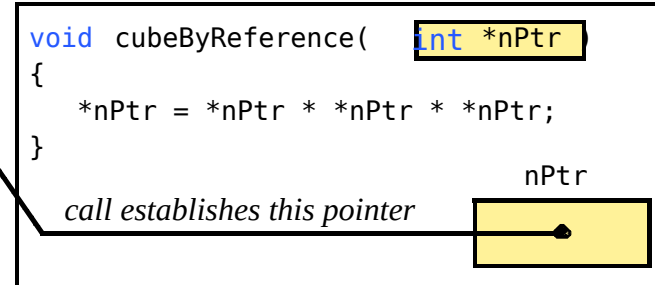 void cubeByReference( int *nPtr )
{
*nPtr = *nPtr * *nPtr * *nPtr;
}
nPtr
call establishes this pointer